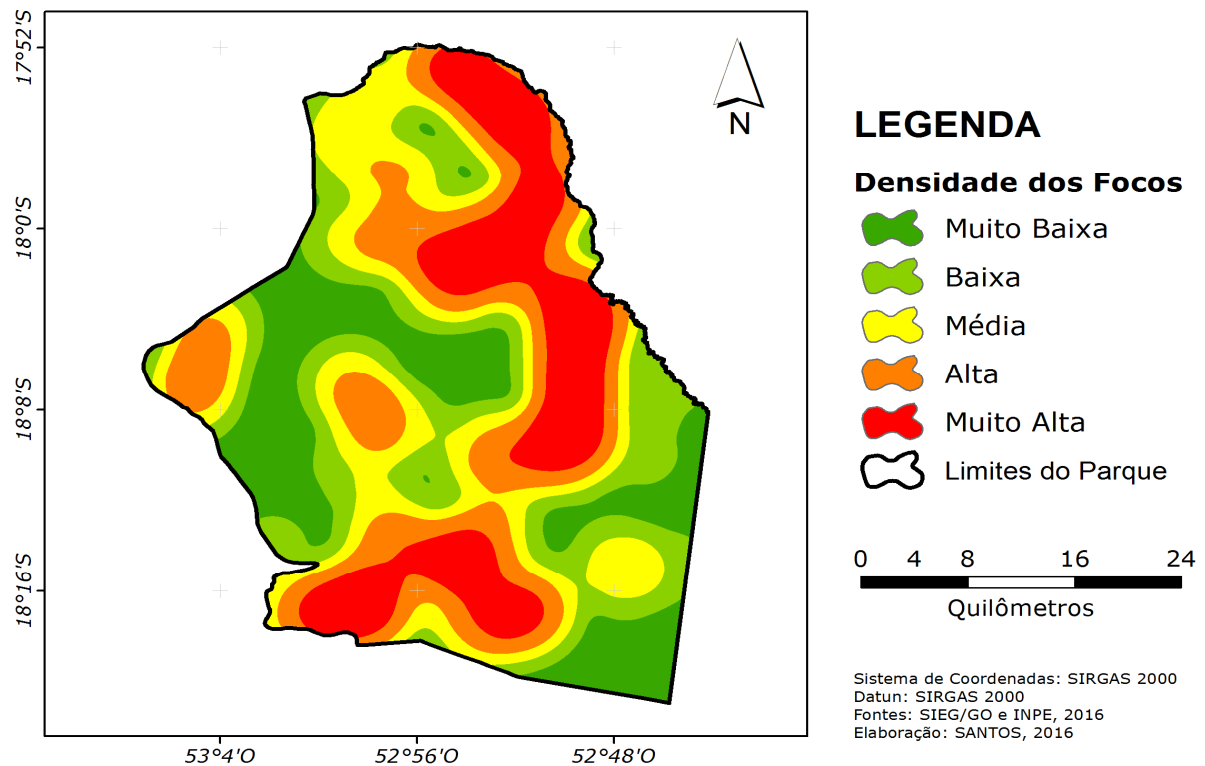 17°52'S
18°0'S
18°8'S
18°16'S
53°4'O
52°56'O
52°48'O
N
LEGENDA
Densidade dos Focos
Muito Baixa
Baixa
Média
Alta
Muito Alta
Limites do Parque
0 4 8 16 24
Quilômetros
Sistema de Coordenadas: SIRGAS 2000
Datun: SIRGAS 2000
Fontes: SIEG/GO e INPE, 2016
Elaboração: SANTOS, 2016